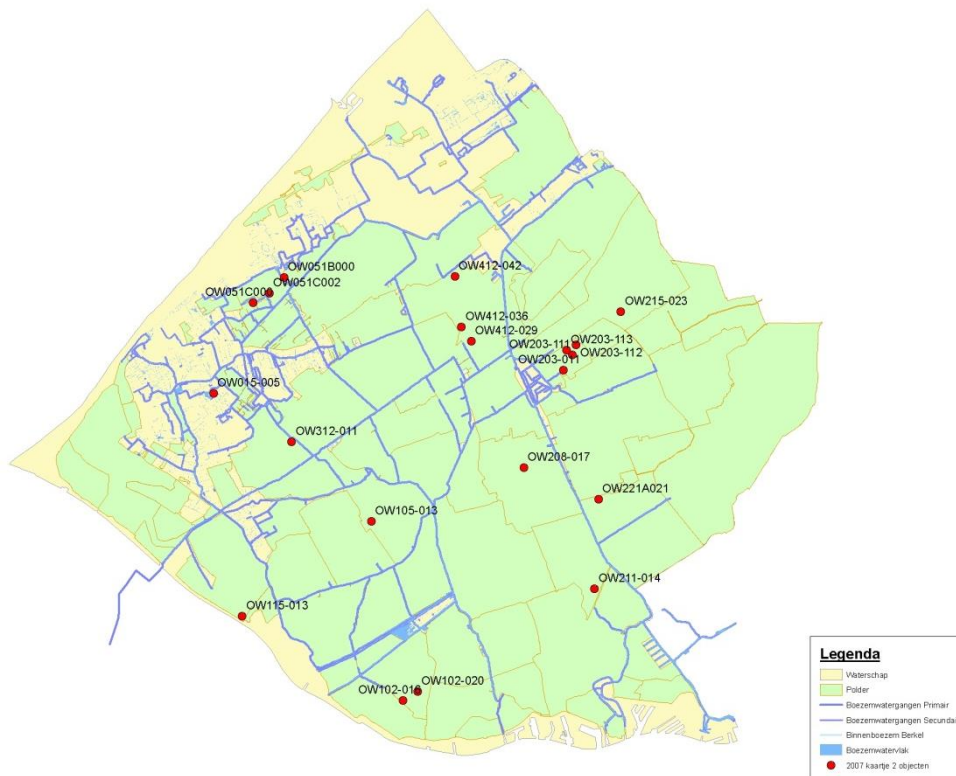 OW051B000
OW051C002
OW051C000
OW412-042
OW215-023
OW412-036
OW412-029
OW203-113
OW203-111
OW203-112
OW203-011
OW015-005
OW312-011
OW208-017
OW221A021
OW105-013
OW211-014
OW115-013
OW102-020
OW102-018
Legenda
Waterschap
Polder
Boezemwatergangen Primair
Boezemwatergangen Secundai
Binnenboezem Berkel
Boezemwatervlak
2007 kaartje 2 objecten